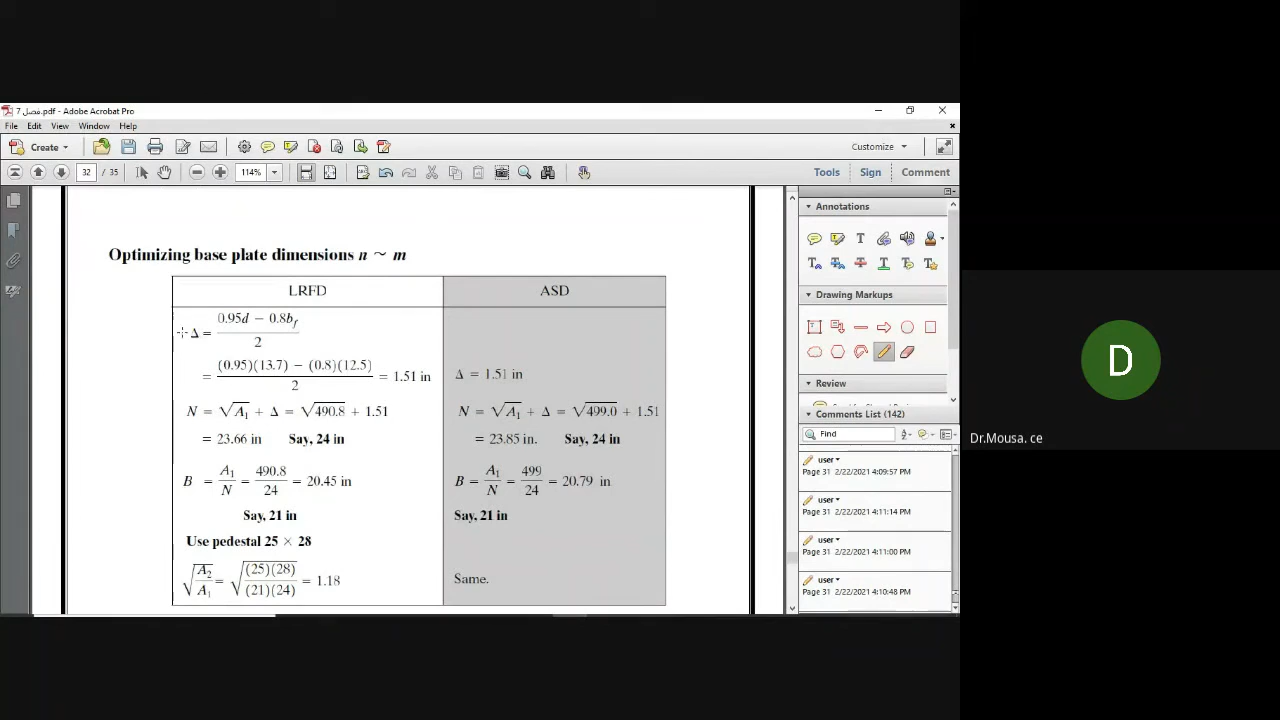 فصل 7.pdf - Adobe Acrobat Pro
File Edit View Window Help
Create
Customize
32 / 35
114%
Tools Sign Comment
Annotations
Drawing Markups
Review
Comments List (142)
Find
user
Page 31 2/22/2021 4:09:57 PM
user
Page 31 2/22/2021 4:11:14 PM
user
Page 31 2/22/2021 4:11:00 PM
user
Page 31 2/22/2021 4:10:48 PM
Optimizing base plate dimensions n ~ m
LRFD
Δ = (0.95d − 0.8b_f) / 2
= ((0.95)(13.7) − (0.8)(12.5)) / 2 = 1.51 in
N = √A₁ + Δ = √490.8 + 1.51
= 23.66 in Say, 24 in
B = A₁/N = 490.8/24 = 20.45 in
Say, 21 in
Use pedestal 25 × 28
√(A₂/A₁) = √((25)(28)/(21)(24)) = 1.18
ASD
Δ = 1.51 in
N = √A₁ + Δ = √499.0 + 1.51
= 23.85 in. Say, 24 in
B = A₁/N = 499/24 = 20.79 in
Say, 21 in
Same.
D
Dr.Mousa. ce